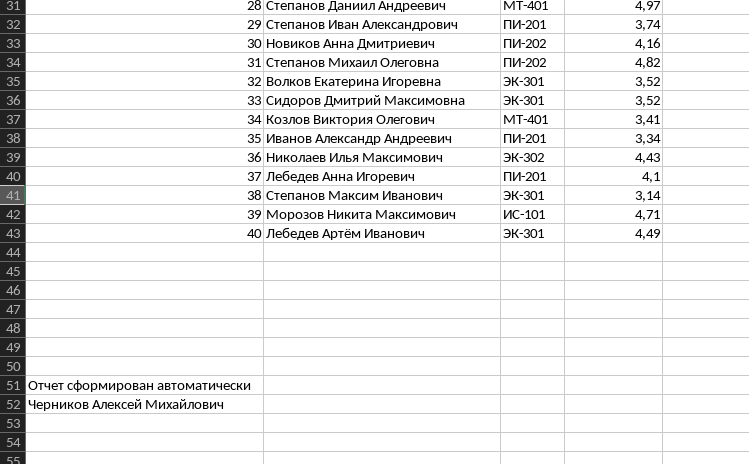 31 28 Степанов Даниил Андреевич МТ-401 4,97
32 29 Степанов Иван Александрович ПИ-201 3,74
33 30 Новиков Анна Дмитриевич ПИ-202 4,16
34 31 Степанов Михаил Олеговна ПИ-202 4,82
35 32 Волков Екатерина Игоревна ЭК-301 3,52
36 33 Сидоров Дмитрий Максимовна ЭК-301 3,52
37 34 Козлов Виктория Олегович МТ-401 3,41
38 35 Иванов Александр Андреевич ПИ-201 3,34
39 36 Николаев Илья Максимович ЭК-302 4,43
40 37 Лебедев Анна Игоревич ПИ-201 4,1
41 38 Степанов Максим Иванович ЭК-301 3,14
42 39 Морозов Никита Максимович ИС-101 4,71
43 40 Лебедев Артём Иванович ЭК-301 4,49
44
45
46
47
48
49
50
51 Отчет сформирован автоматически
52 Черников Алексей Михайлович
53
54
55